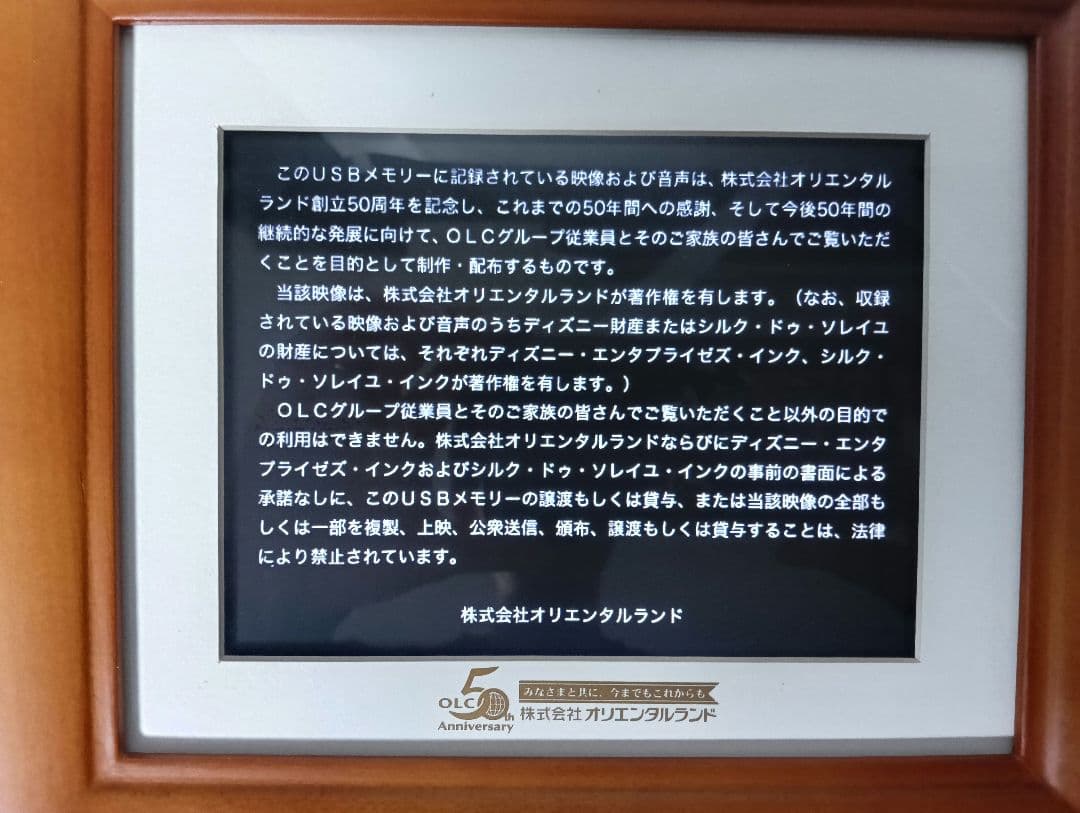 このＵＳＢメモリーに記録されている映像および音声は、株式会社オリエンタル
ランド創立50周年を記念し、これまでの50年間への感謝、そして今後50年間の
継続的な発展に向けて、ＯＬＣグループ従業員とそのご家族の皆さんでご覧いただ
くことを目的として制作・配布するものです。
当該映像は、株式会社オリエンタルランドが著作権を有します。（なお、収録
されている映像および音声のうちディズニー財産またはシルク・ドゥ・ソレイユ
の財産については、それぞれディズニー・エンタプライゼズ・インク、シルク・
ドゥ・ソレイユ・インクが著作権を有します。）
ＯＬＣグループ従業員とそのご家族の皆さんでご覧いただくこと以外の目的で
の利用はできません。株式会社オリエンタルランドならびにディズニー・エンタ
プライゼズ・インクおよびシルク・ドゥ・ソレイユ・インクの事前の書面による
承諾なしに、このＵＳＢメモリーの譲渡もしくは貸与、または当該映像の全部も
しくは一部を複製、上映、公衆送信、頒布、譲渡もしくは貸与することは、法律
により禁止されています。
株式会社オリエンタルランド
OLC 50th Anniversary
みなさまと共に、今までもこれからも
株式会社オリエンタルランド